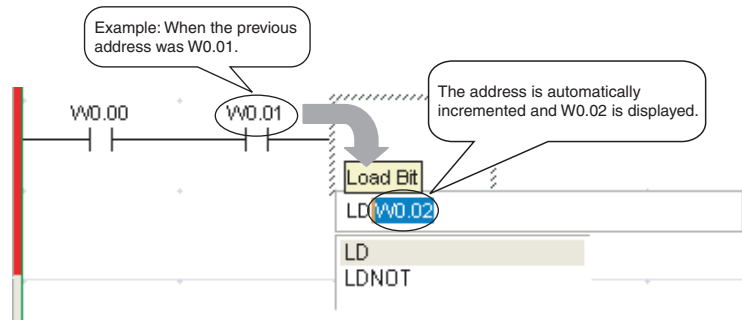 Example: When the previous
address was W0.01.
The address is automatically
incremented and W0.02 is displayed.
W0.00
W0.01
Load Bit
LD W0.02
LD
LDNOT